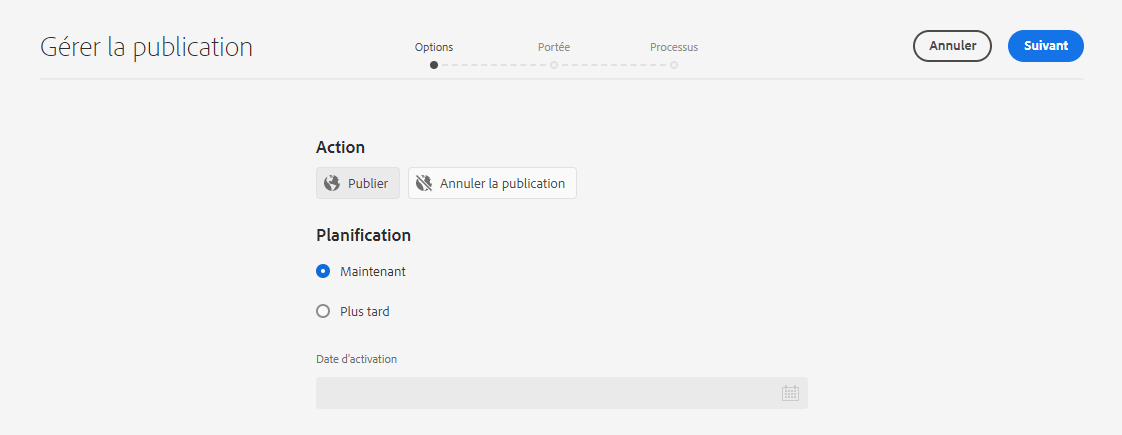 Gérer la publication
Options
Portée
Processus
Annuler
Suivant
Action
Publier
Annuler la publication
Planification
Maintenant
Plus tard
Date d'activation